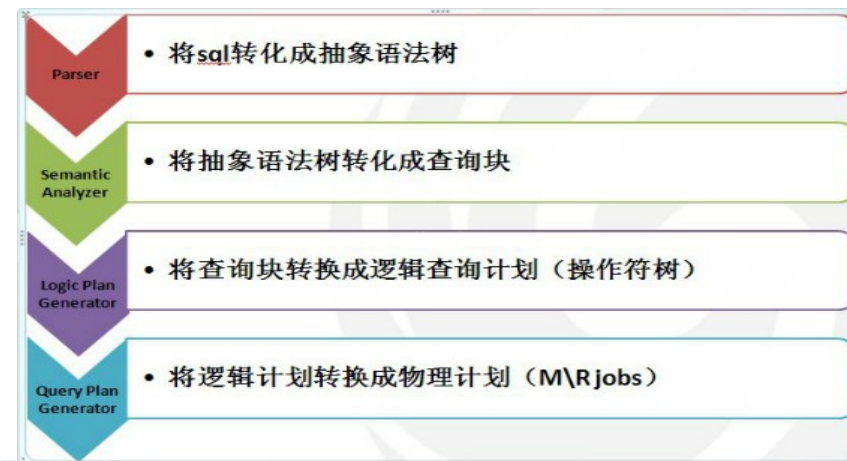 Parser
• 将sql转化成抽象语法树
Semantic
Analyzer
• 将抽象语法树转化成查询块
Logic Plan
Generator
• 将查询块转换成逻辑查询计划（操作符树）
Query Plan
Generator
• 将逻辑计划转换成物理计划（M\R jobs）